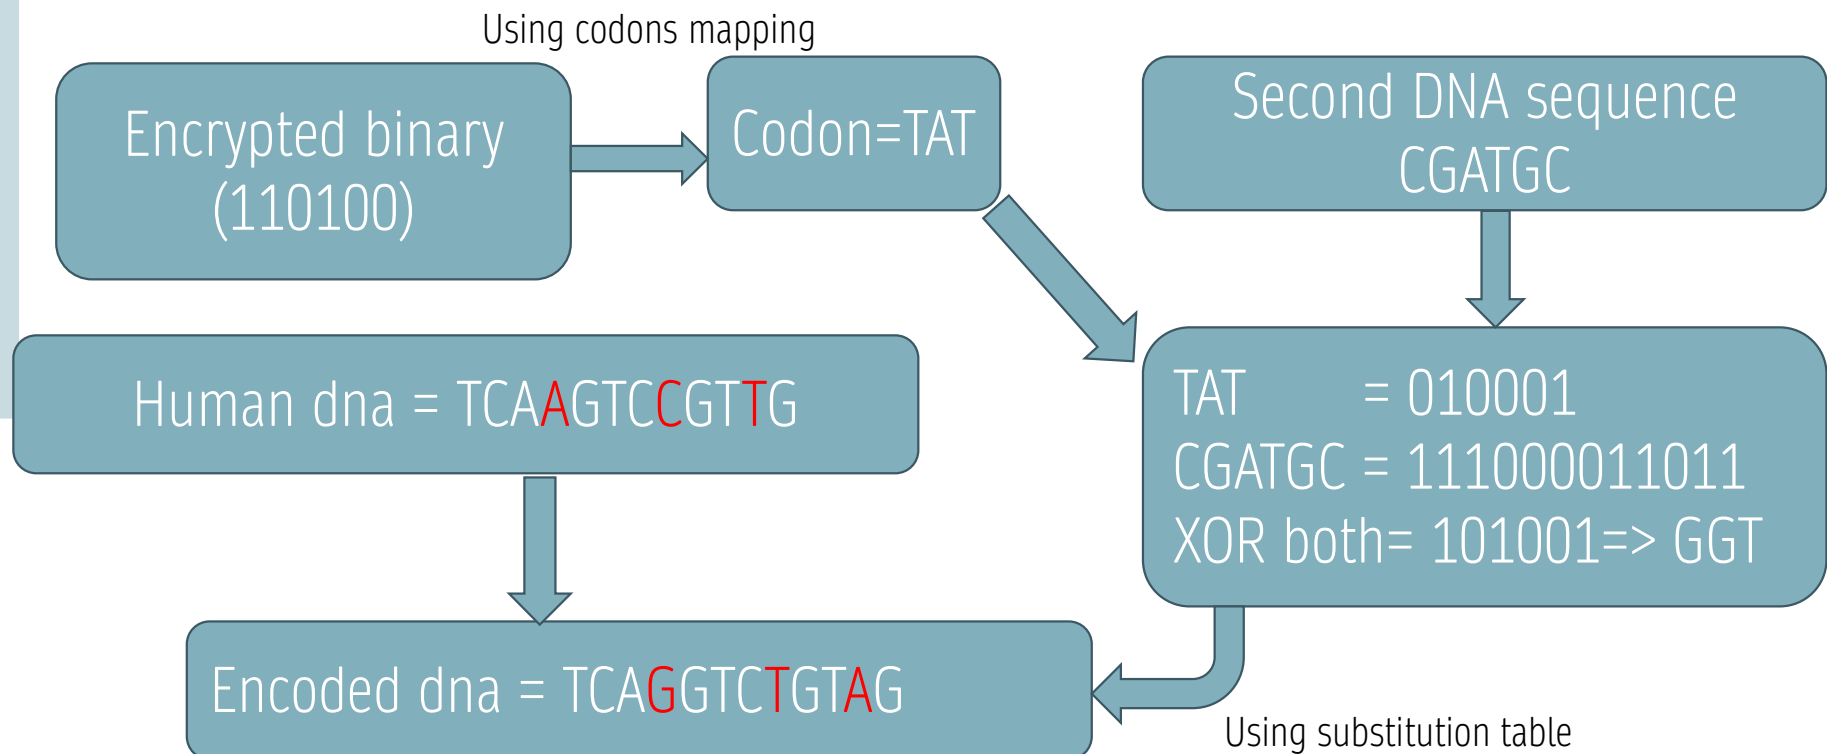 Using codons mapping
Encrypted binary
(110100)
Codon=TAT
Second DNA sequence
CGATGC
TAT = 010001
CGATGC = 111000011011
XOR both= 101001=> GGT
Human dna = TCAAGTCCGTTG
Encoded dna = TCAGGTCTGTAG
Using substitution table